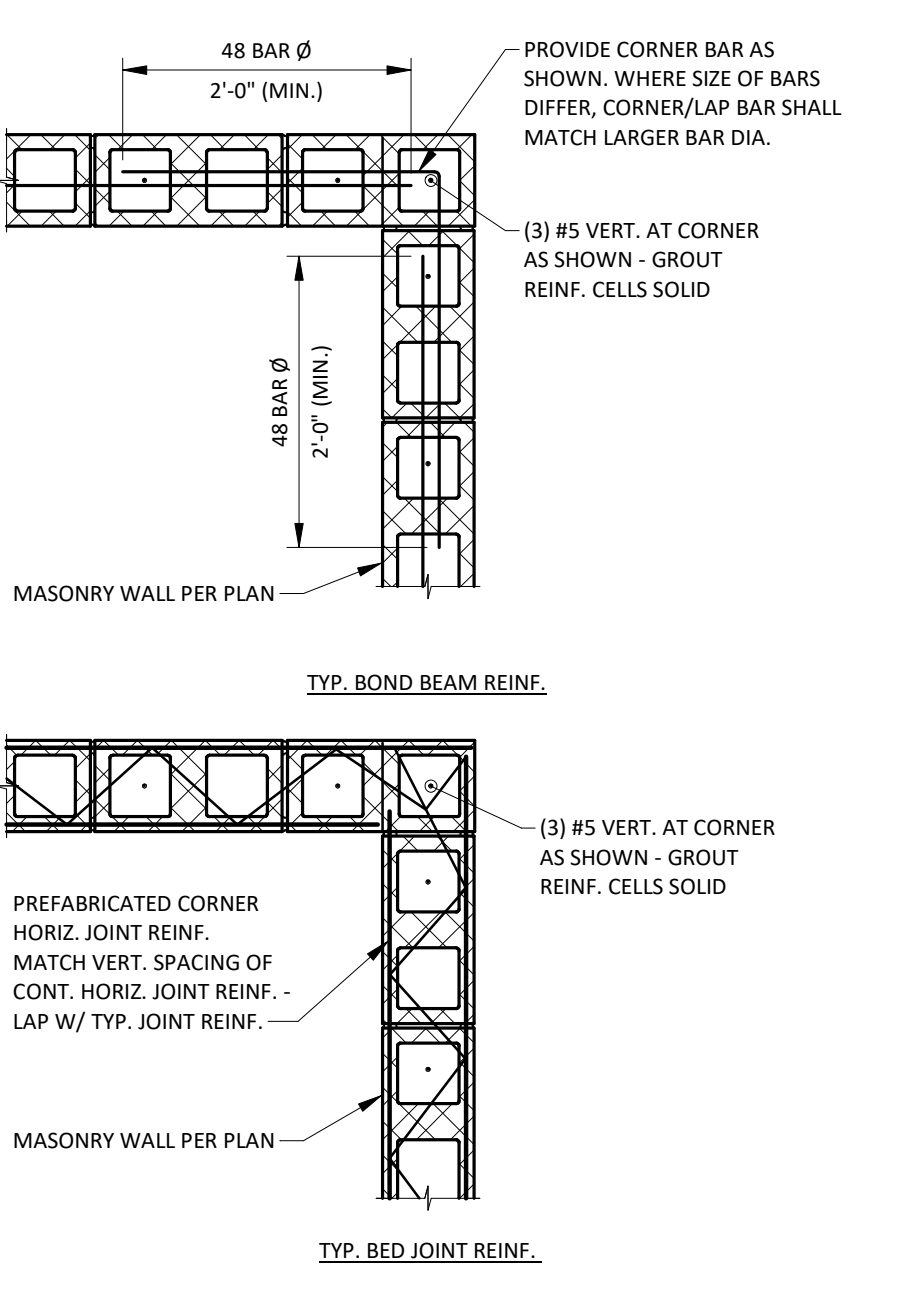 48 BAR Ø
2'-0" (MIN.)
PROVIDE CORNER BAR AS
SHOWN. WHERE SIZE OF BARS
DIFFER, CORNER/LAP BAR SHALL
MATCH LARGER BAR DIA.
(3) #5 VERT. AT CORNER
AS SHOWN - GROUT
REINF. CELLS SOLID
48 BAR Ø
2'-0" (MIN.)
MASONRY WALL PER PLAN
TYP. BOND BEAM REINF.
(3) #5 VERT. AT CORNER
AS SHOWN - GROUT
REINF. CELLS SOLID
PREFABRICATED CORNER
HORIZ. JOINT REINF.
MATCH VERT. SPACING OF
CONT. HORIZ. JOINT REINF. -
LAP W/ TYP. JOINT REINF.
MASONRY WALL PER PLAN
TYP. BED JOINT REINF.